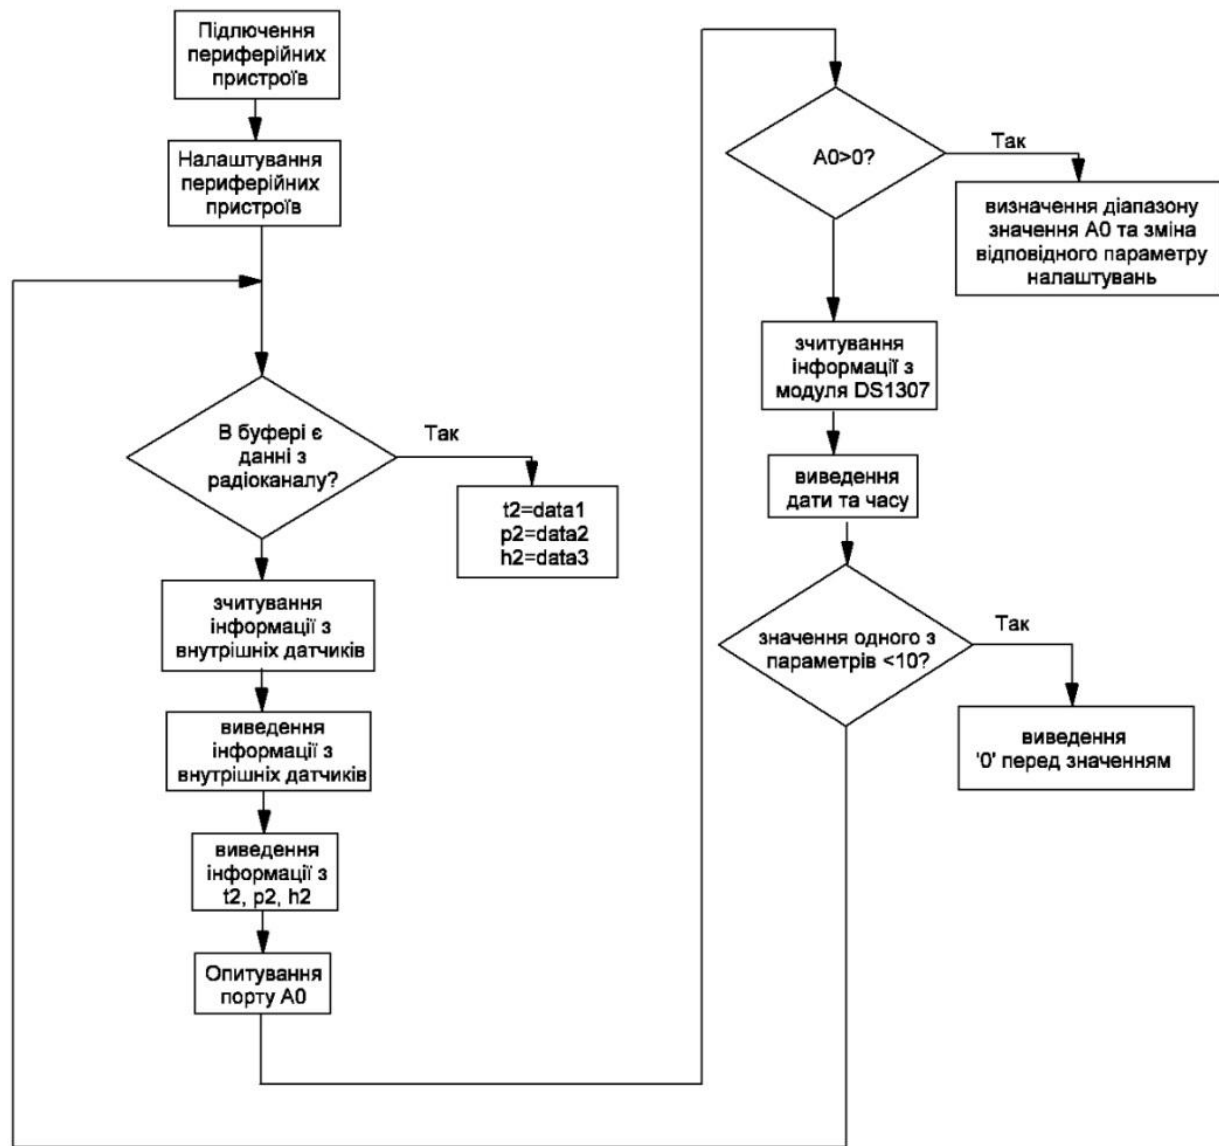 Підлючення
периферійних
пристроїв
Налаштування
периферійних
пристроїв
В буфері є
данні з
радіоканалу?
Так
t2=data1
p2=data2
h2=data3
зчитування
інформації з
внутрішніх датчиків
виведення
інформації з
внутрішніх датчиків
виведення
інформації з
t2, p2, h2
Опитування
порту А0
A0>0?
Так
визначення діапазону
значення А0 та зміна
відповідного параметру
налаштувань
зчитування
інформації з
модуля DS1307
виведення
дати та часу
значення одного з
параметрів <10?
Так
виведення
'0' перед значенням